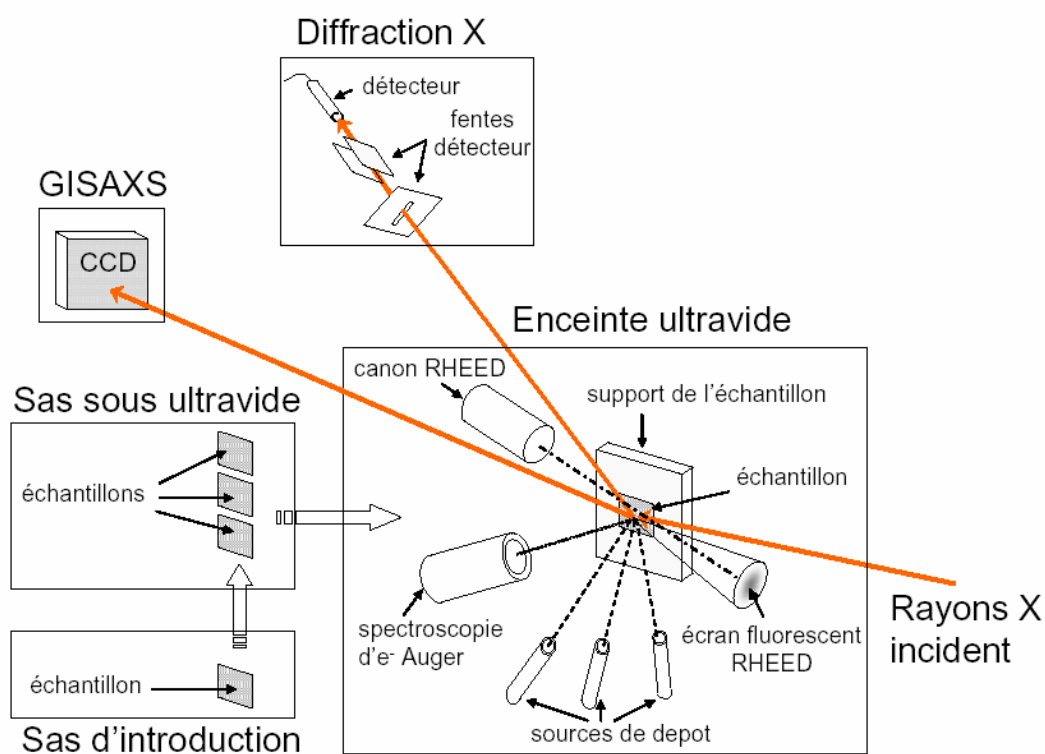 Diffraction X
détecteur
fentes
détecteur
GISAXS
CCD
Enceinte ultravide
canon RHEED
support de l'échantillon
échantillon
Sas sous ultravide
échantillons
spectroscopie
d'e- Auger
écran fluorescent
RHEED
sources de depot
Rayons X
incident
échantillon
Sas d'introduction